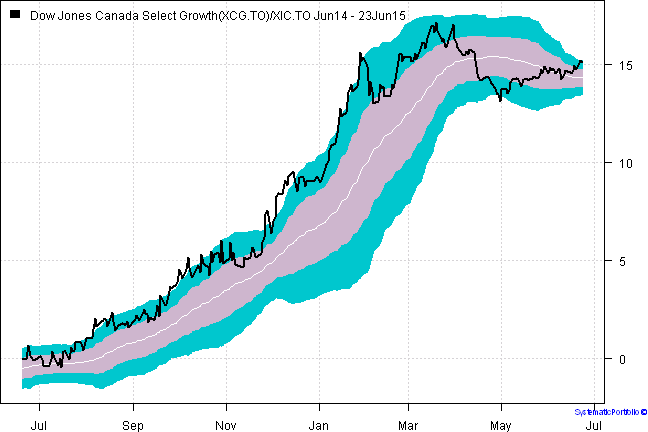 Dow Jones Canada Select Growth(XCG.TO)/XIC.TO Jun14 - 23Jun15
15
10
5
0
SystematicPortfolio ©
Jul Sep Nov Jan Mar May Jul